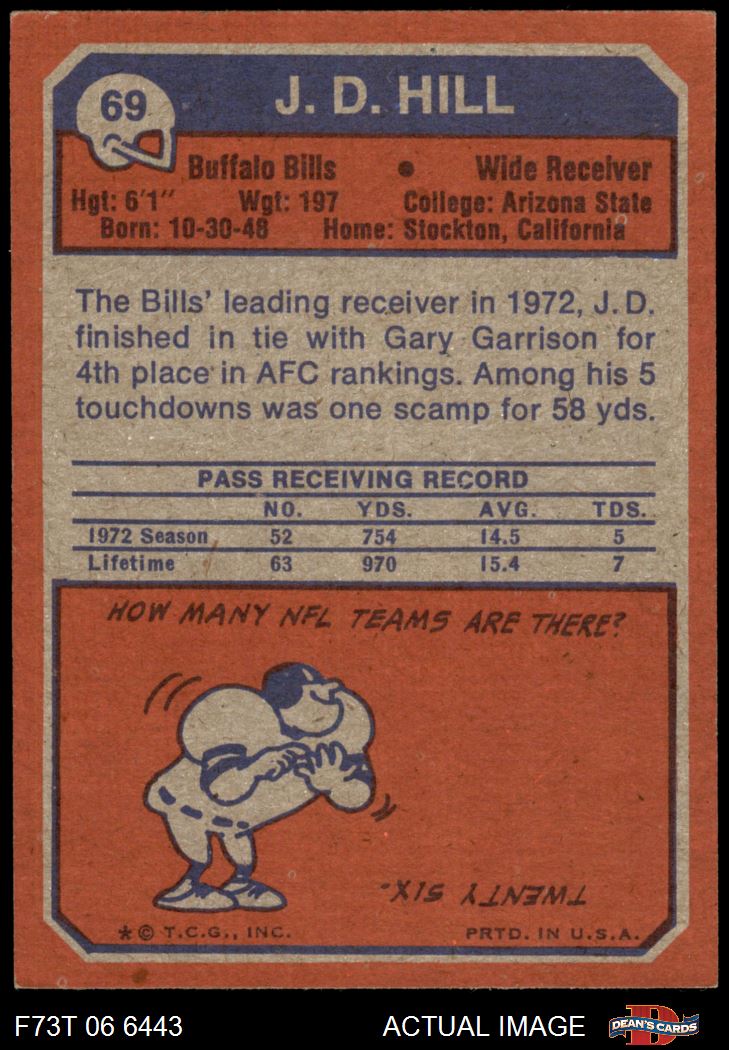 69
J. D. HILL
Buffalo Bills • Wide Receiver
Hgt: 6'1" Wgt: 197 College: Arizona State
Born: 10-30-48 Home: Stockton, California
The Bills' leading receiver in 1972, J.D.
finished in tie with Gary Garrison for
4th place in AFC rankings. Among his 5
touchdowns was one scamp for 58 yds.
PASS RECEIVING RECORD
NO. YDS. AVG. TDS.
1972 Season 52 754 14.5 5
Lifetime 63 970 15.4 7
HOW MANY NFL TEAMS ARE THERE?
TWENTY SIX.
* © T.C.G., INC. PRTD. IN U.S.A.
F73T 06 6443 ACTUAL IMAGE DEAN'S CARDS